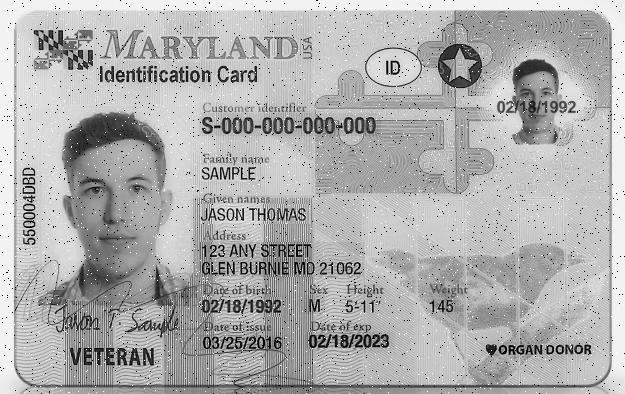 MARYLAND USA
Identification Card
ID
02/18/1992
Customer identifier
S-000-000-000-000
Family name
SAMPLE
Given names
JASON THOMAS
Address
123 ANY STREET
GLEN BURNIE MD 21062
Date of birth Sex Height Weight
02/18/1992 M 5'-11" 145
Date of issue Date of exp
03/25/2016 02/18/2023
550004DBD
Jason T. Sample
VETERAN
ORGAN DONOR